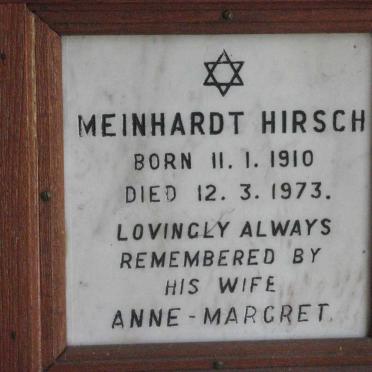 MEINHARDT HIRSCH
BORN 11. 1. 1910
DIED 12. 3. 1973.
LOVINGLY ALWAYS
REMEMBERED BY
HIS WIFE
ANNE-MARGRET